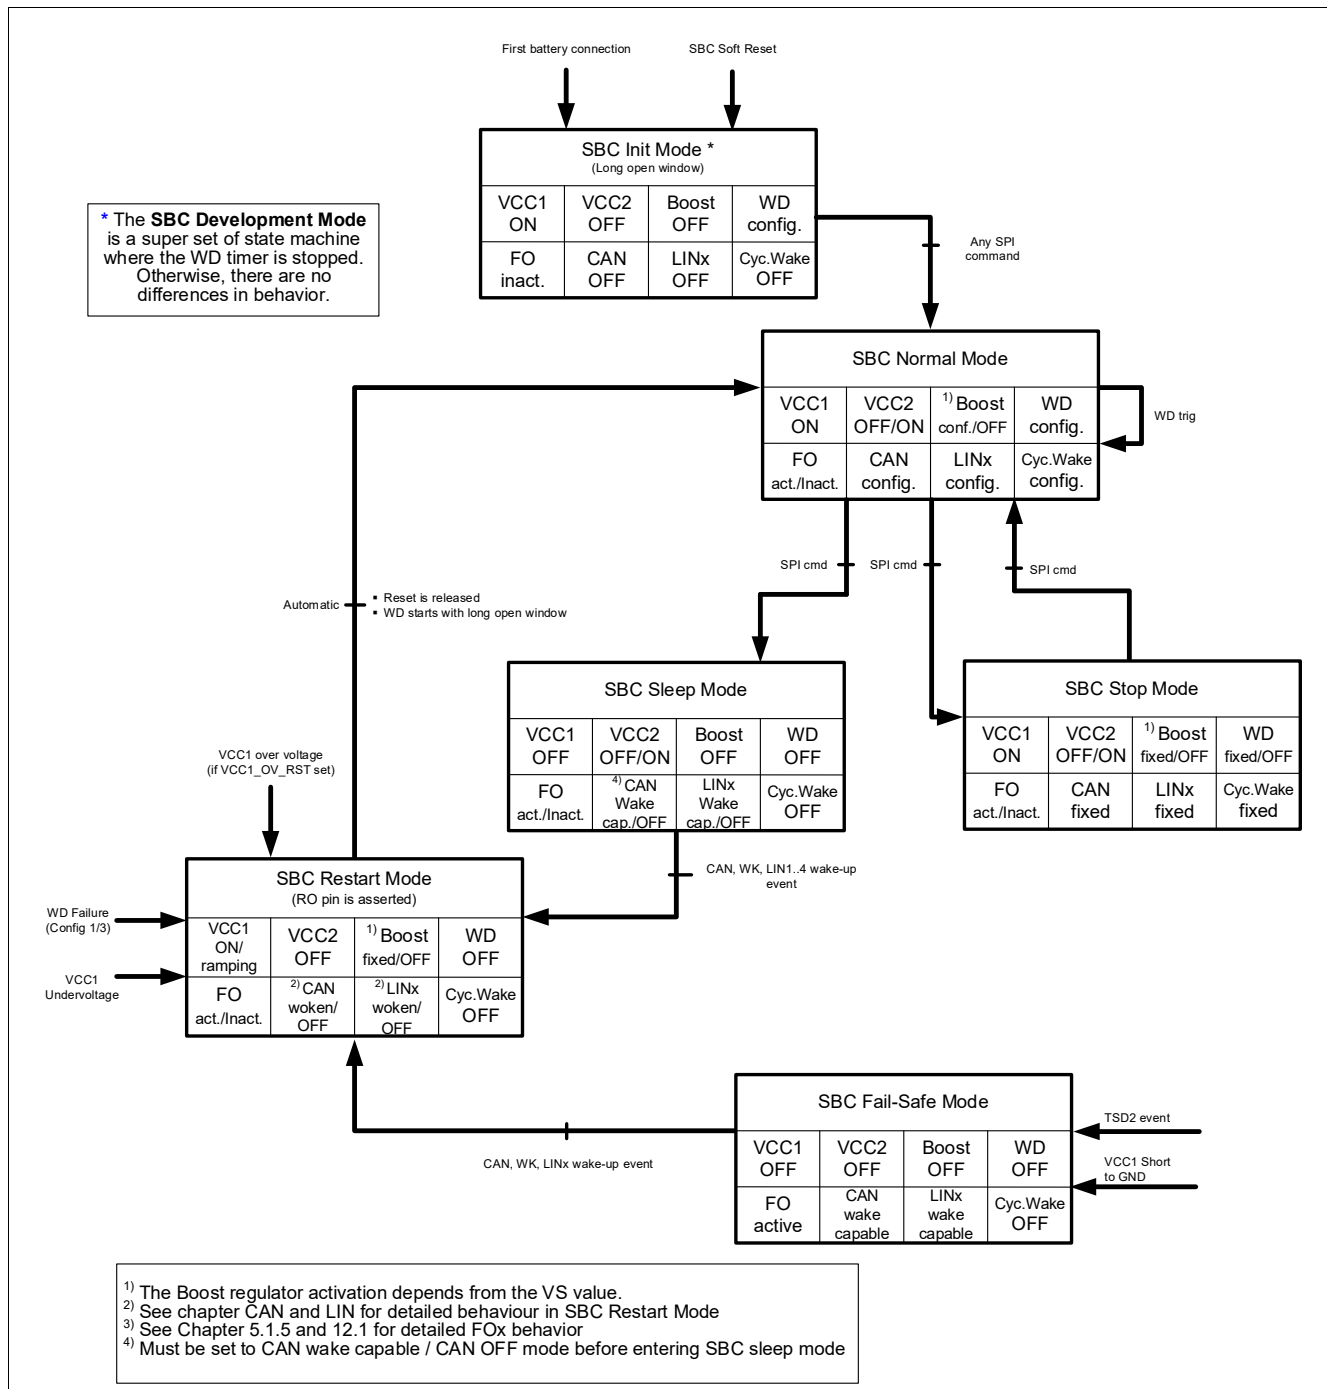 First battery connection
SBC Soft Reset
SBC Init Mode *
(Long open window)
VCC1
ON
VCC2
OFF
Boost
OFF
WD
config.
FO
inact.
CAN
OFF
LINx
OFF
Cyc.Wake
OFF
* The SBC Development Mode
is a super set of state machine
where the WD timer is stopped.
Otherwise, there are no
differences in behavior.
Any SPI
command
SBC Normal Mode
VCC1
ON
VCC2
OFF/ON
1) Boost
conf./OFF
WD
config.
FO
act./Inact.
CAN
config.
LINx
config.
Cyc.Wake
config.
WD trig
SPI cmd
SPI cmd
SPI cmd
Automatic
▪ Reset is released
▪ WD starts with long open window
SBC Sleep Mode
VCC1
OFF
VCC2
OFF/ON
Boost
OFF
WD
OFF
FO
act./Inact.
4) CAN
Wake
cap./OFF
LINx
Wake
cap./OFF
Cyc.Wake
OFF
SBC Stop Mode
VCC1
ON
VCC2
OFF/ON
1) Boost
fixed/OFF
WD
fixed/OFF
FO
act./Inact.
CAN
fixed
LINx
fixed
Cyc.Wake
fixed
VCC1 over voltage
(if VCC1_OV_RST set)
CAN, WK, LIN1..4 wake-up
event
SBC Restart Mode
(RO pin is asserted)
VCC1
ON/
ramping
VCC2
OFF
1) Boost
fixed/OFF
WD
OFF
FO
act./Inact.
2) CAN
woken/
OFF
2) LINx
woken/
OFF
Cyc.Wake
OFF
WD Failure
(Config 1/3)
VCC1
Undervoltage
SBC Fail-Safe Mode
VCC1
OFF
VCC2
OFF
Boost
OFF
WD
OFF
FO
active
CAN
wake
capable
LINx
wake
capable
Cyc.Wake
OFF
TSD2 event
VCC1 Short
to GND
CAN, WK, LINx wake-up event
1) The Boost regulator activation depends from the VS value.
2) See chapter CAN and LIN for detailed behaviour in SBC Restart Mode
3) See Chapter 5.1.5 and 12.1 for detailed FOx behavior
4) Must be set to CAN wake capable / CAN OFF mode before entering SBC sleep mode